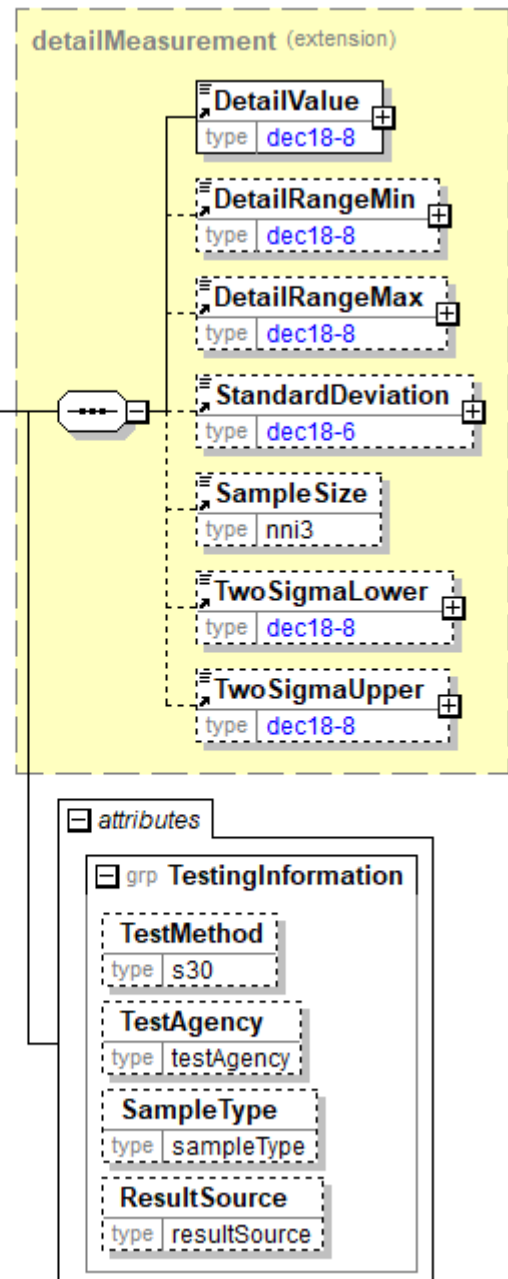 detailMeasurement (extension)
DetailValue
type dec18-8
DetailRangeMin
type dec18-8
DetailRangeMax
type dec18-8
StandardDeviation
type dec18-6
SampleSize
type nni3
TwoSigmaLower
type dec18-8
TwoSigmaUpper
type dec18-8
attributes
grp TestingInformation
TestMethod
type s30
TestAgency
type testAgency
SampleType
type sampleType
ResultSource
type resultSource